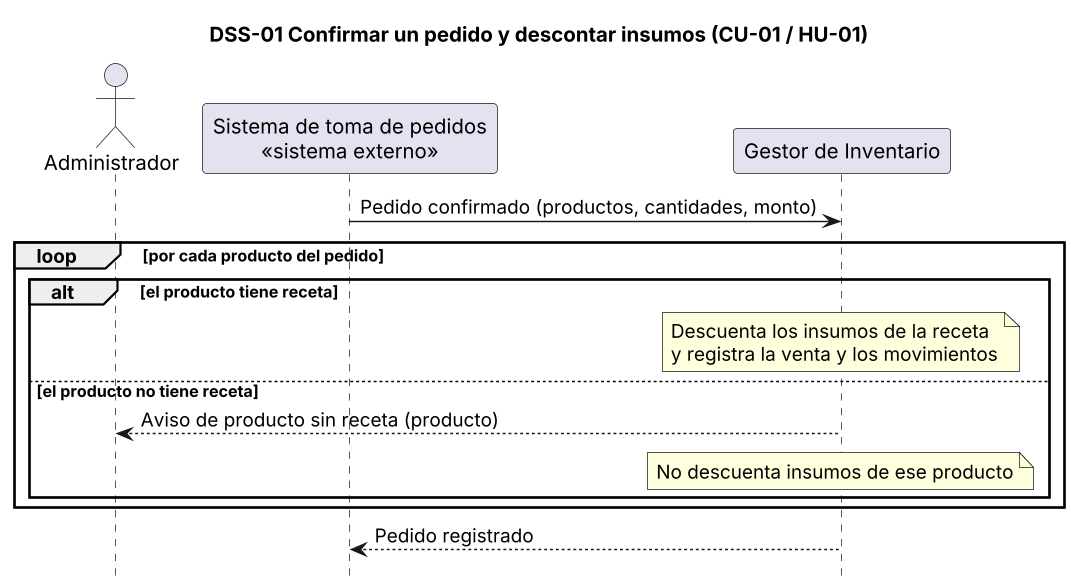 DSS-01 Confirmar un pedido y descontar insumos (CU-01 / HU-01)
Administrador
Sistema de toma de pedidos
«sistema externo»
Gestor de Inventario
Pedido confirmado (productos, cantidades, monto)
loop [por cada producto del pedido]
alt [el producto tiene receta]
Descuenta los insumos de la receta
y registra la venta y los movimientos
[el producto no tiene receta]
Aviso de producto sin receta (producto)
No descuenta insumos de ese producto
Pedido registrado